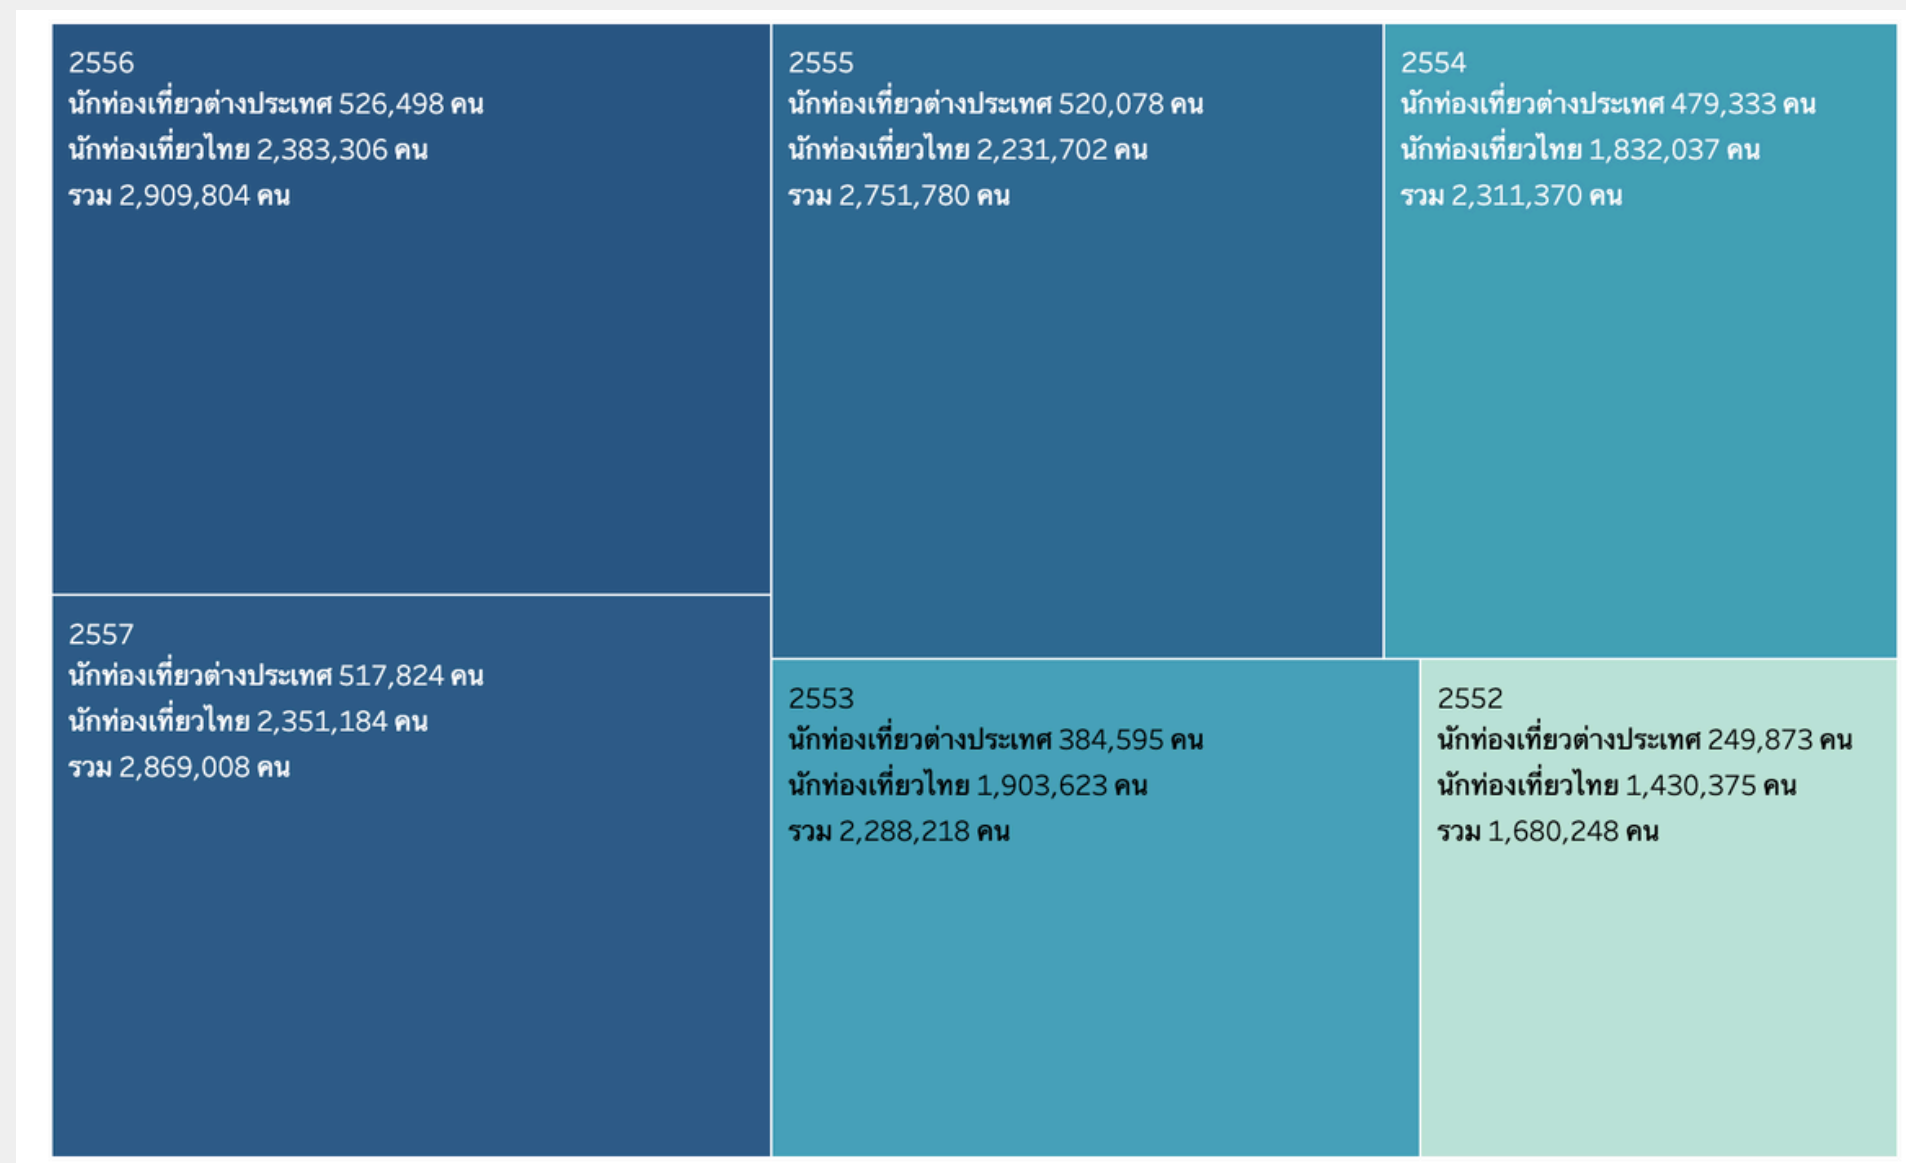 2556
นักท่องเที่ยวต่างประเทศ 526,498 คน
นักท่องเที่ยวไทย 2,383,306 คน
รวม 2,909,804 คน
2555
นักท่องเที่ยวต่างประเทศ 520,078 คน
นักท่องเที่ยวไทย 2,231,702 คน
รวม 2,751,780 คน
2554
นักท่องเที่ยวต่างประเทศ 479,333 คน
นักท่องเที่ยวไทย 1,832,037 คน
รวม 2,311,370 คน
2557
นักท่องเที่ยวต่างประเทศ 517,824 คน
นักท่องเที่ยวไทย 2,351,184 คน
รวม 2,869,008 คน
2553
นักท่องเที่ยวต่างประเทศ 384,595 คน
นักท่องเที่ยวไทย 1,903,623 คน
รวม 2,288,218 คน
2552
นักท่องเที่ยวต่างประเทศ 249,873 คน
นักท่องเที่ยวไทย 1,430,375 คน
รวม 1,680,248 คน